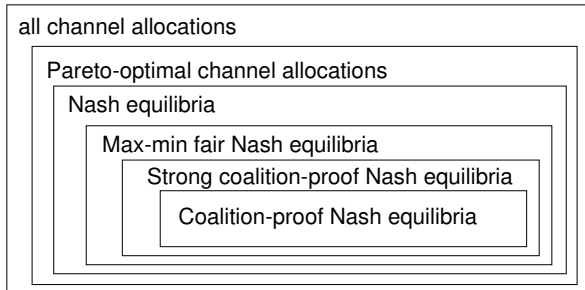 all channel allocations
Pareto-optimal channel allocations
Nash equilibria
Max-min fair Nash equilibria
Strong coalition-proof Nash equilibria
Coalition-proof Nash equilibria